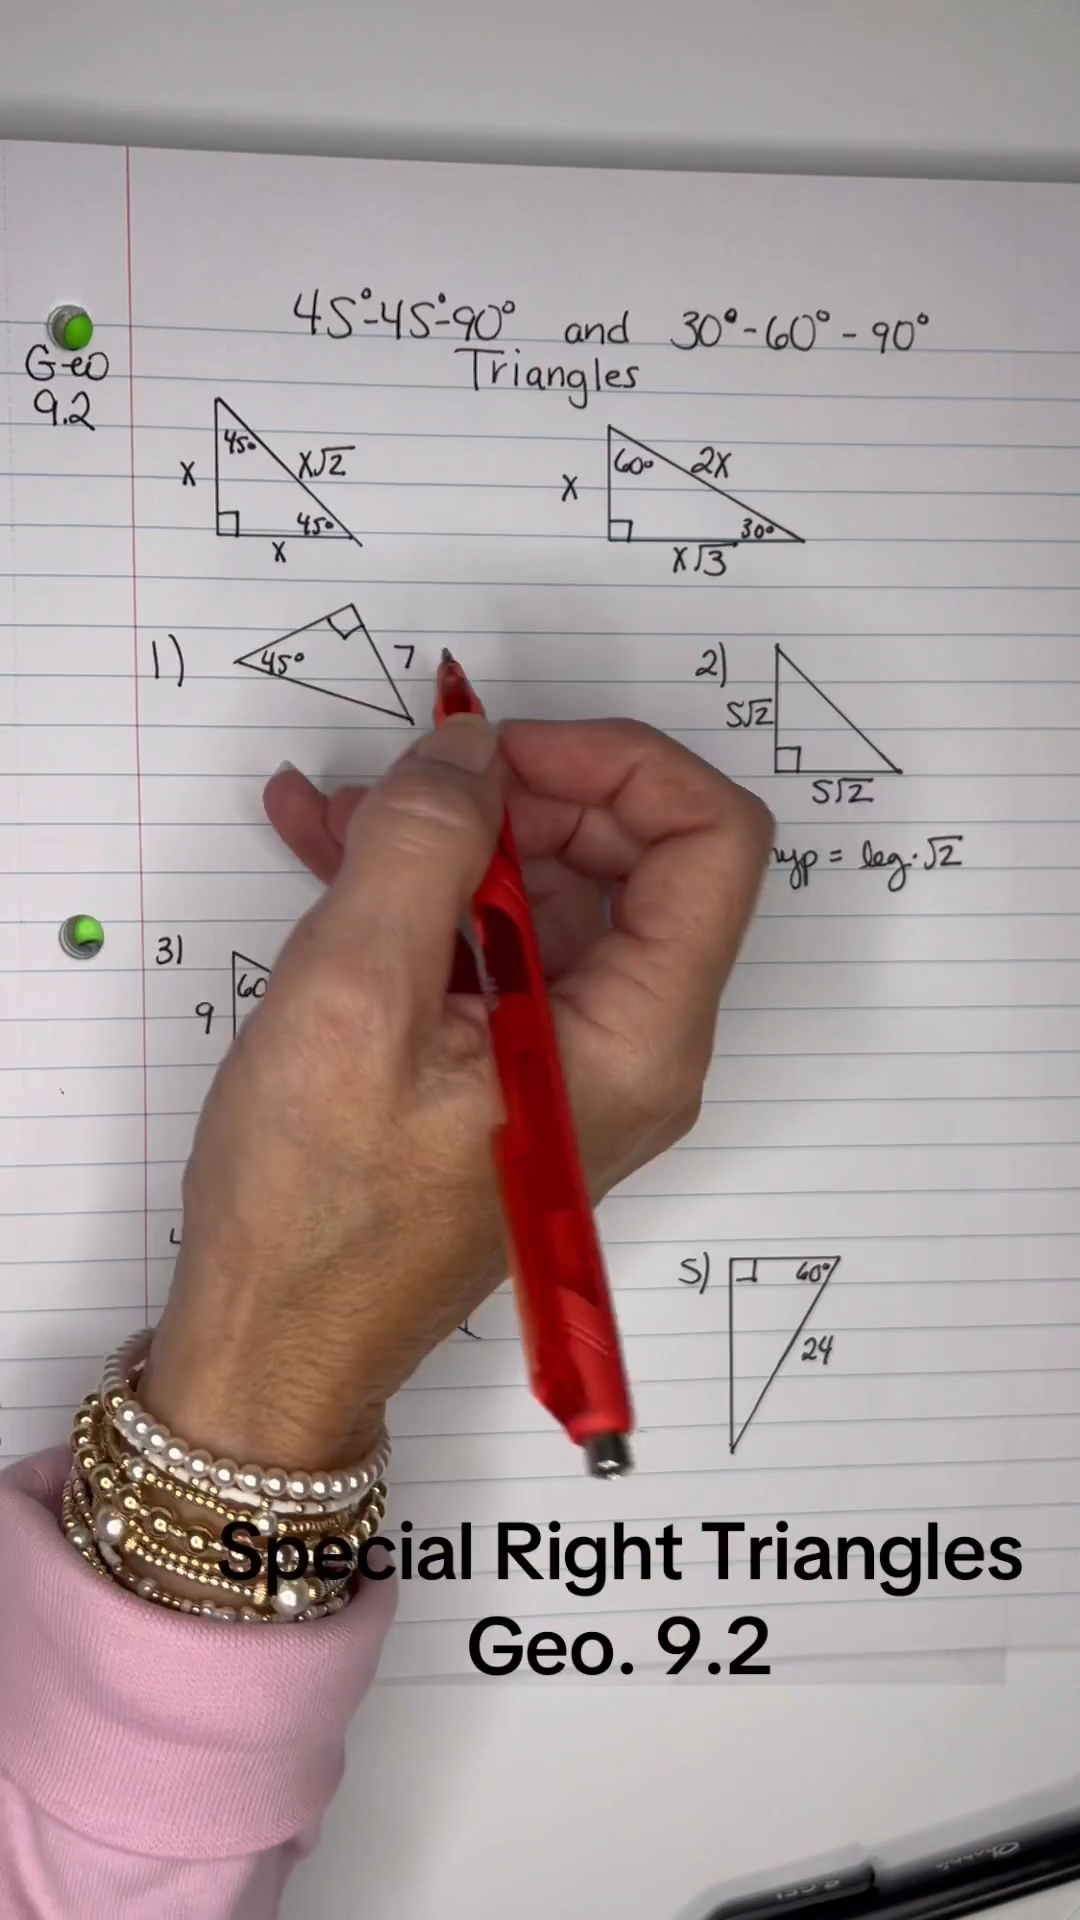 45°-45°-90° and 30°-60°-90°
Triangles
Geo
9.2
45°
x
x√2
45°
x
60°
2x
x
30°
x√3
1)
45°
7
2)
5√2
5√2
= leg·√2
3)
9
60
5)
60°
24
Special Right Triangles
Geo. 9.2